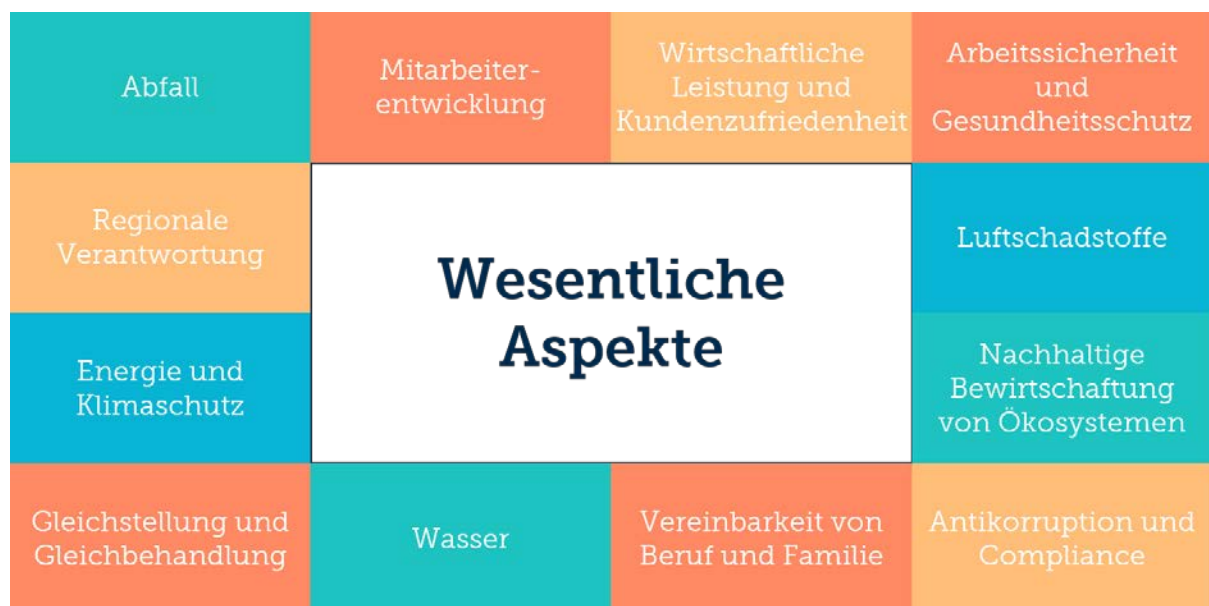 Abfall
Mitarbeiter-
entwicklung
Wirtschaftliche
Leistung und
Kundenzufriedenheit
Arbeitssicherheit
und
Gesundheitsschutz
Regionale
Verantwortung
Wesentliche
Aspekte
Luftschadstoffe
Energie und
Klimaschutz
Nachhaltige
Bewirtschaftung
von Ökosystemen
Gleichstellung und
Gleichbehandlung
Wasser
Vereinbarkeit von
Beruf und Familie
Antikorruption und
Compliance